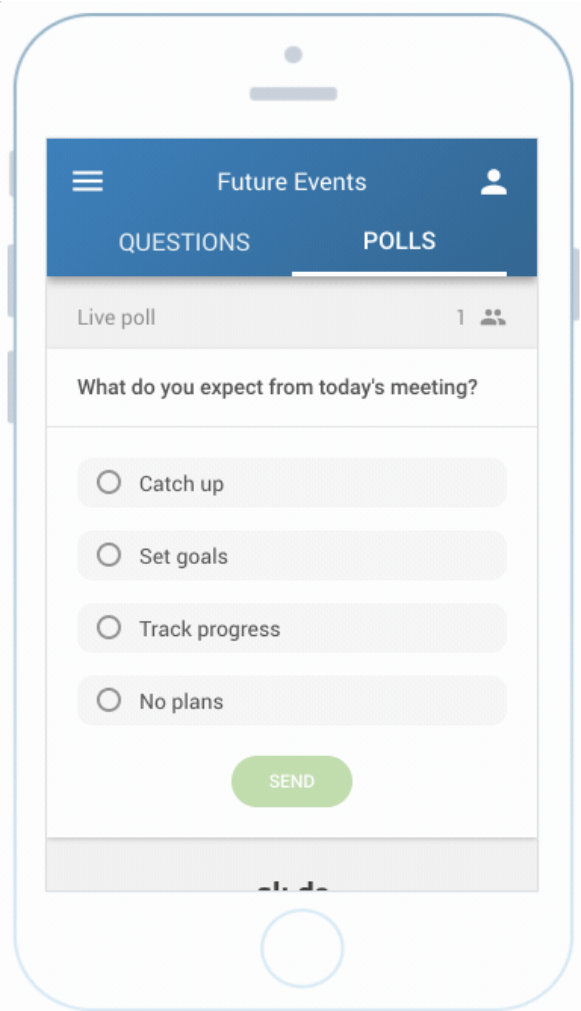 Future Events
QUESTIONS POLLS
Live poll 1
What do you expect from today's meeting?
Catch up
Set goals
Track progress
No plans
SEND